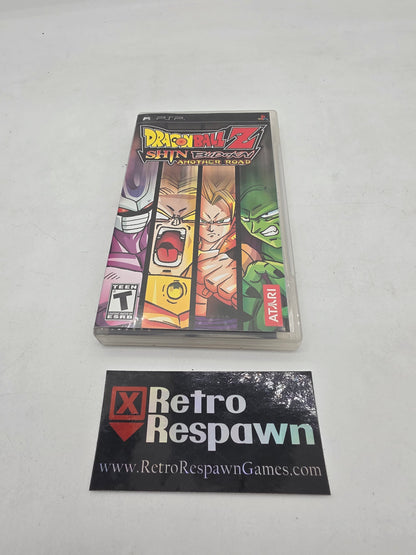 PSP
DRAGON BALL Z
SHIN BUDOKAI
ANOTHER ROAD
TEEN
T
ESRB
ATARI
X Retro
Respawn
www.RetroRespawnGames.com